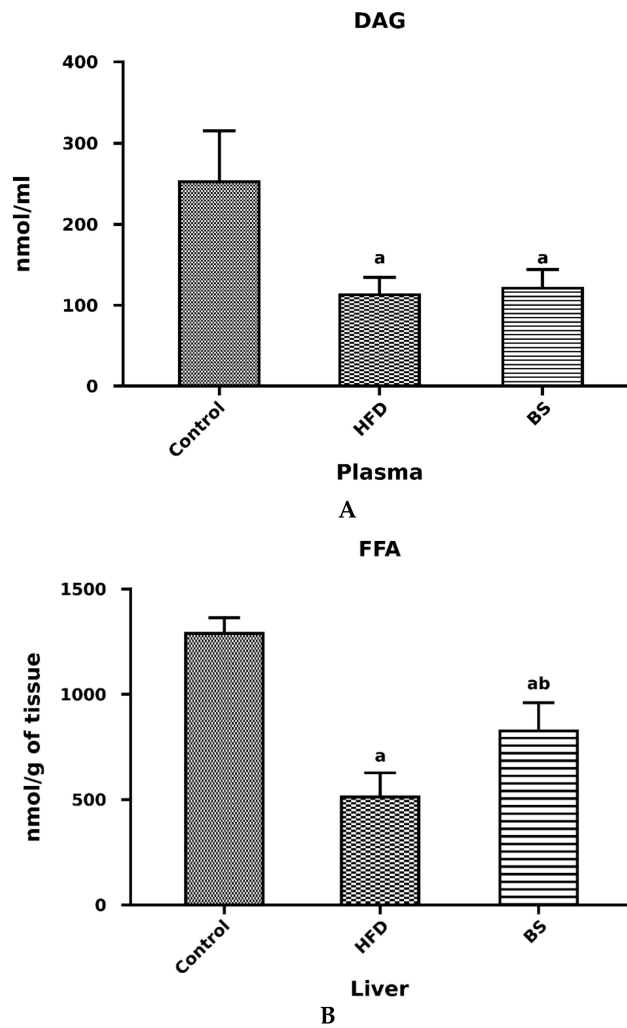 DAG
nmol/ml
400
300
200
100
0
a
a
Control
HFD
BS
Plasma
A
FFA
nmol/g of tissue
1500
1000
500
0
a
ab
Control
HFD
BS
Liver
B